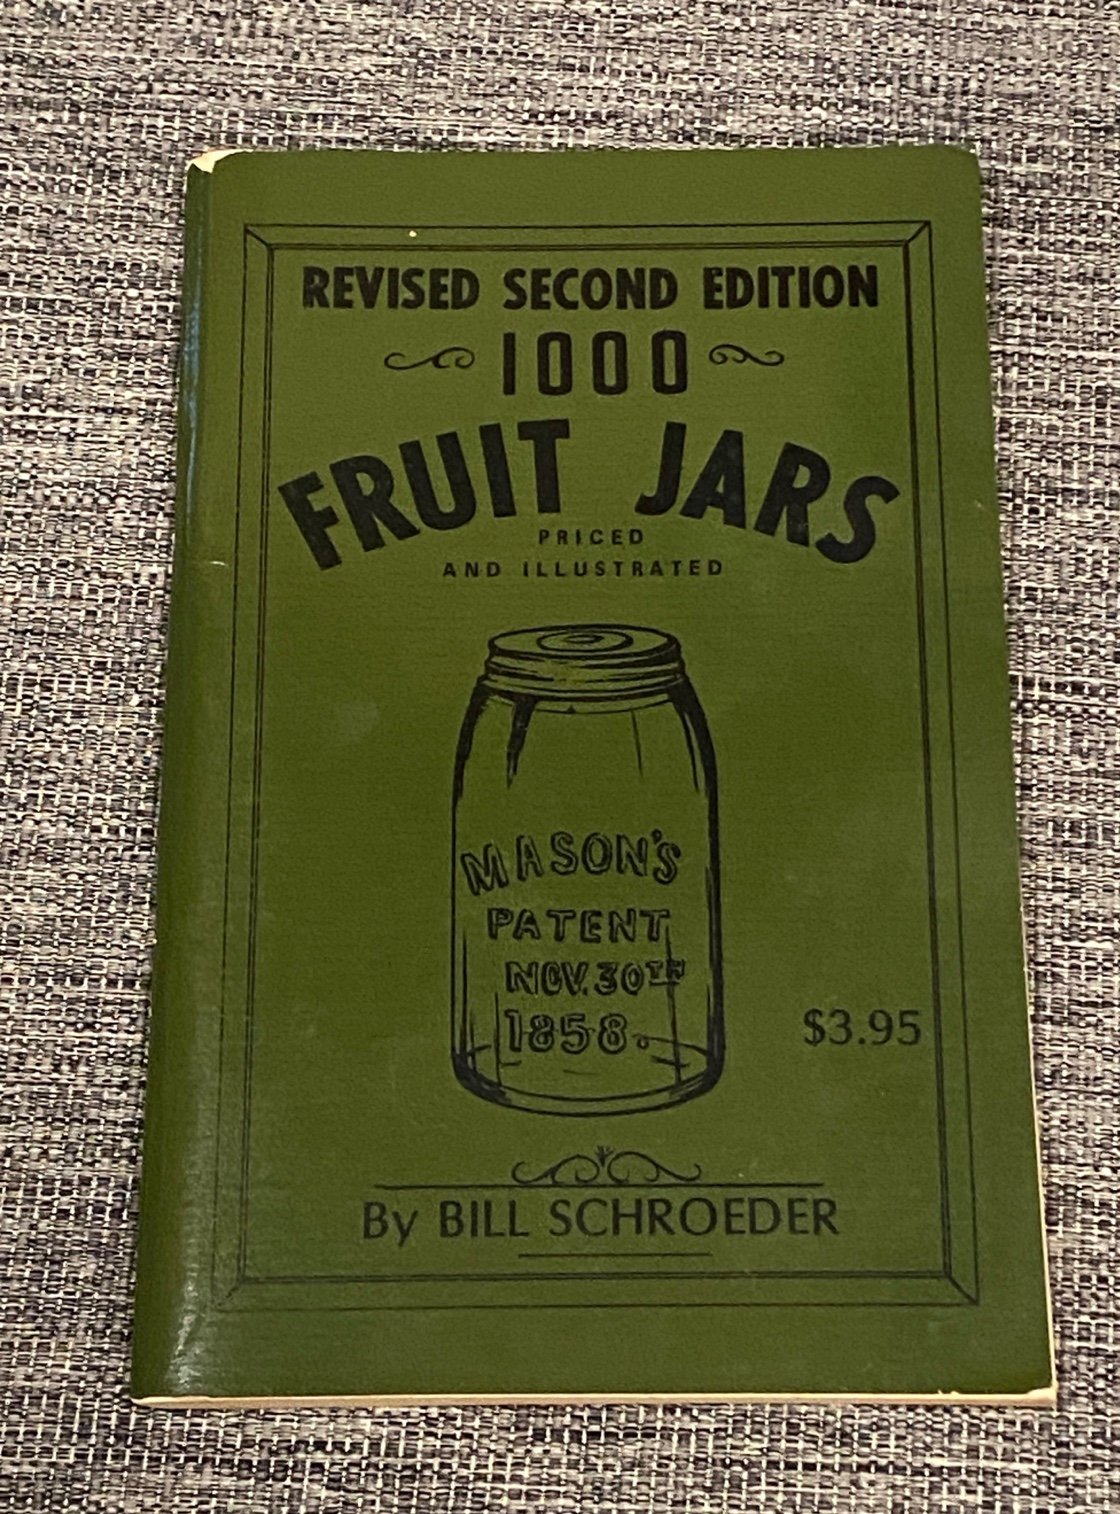 REVISED SECOND EDITION
1000
FRUIT JARS
PRICED
AND ILLUSTRATED
MASON'S
PATENT
NOV. 30TH
1858.
$3.95
By BILL SCHROEDER